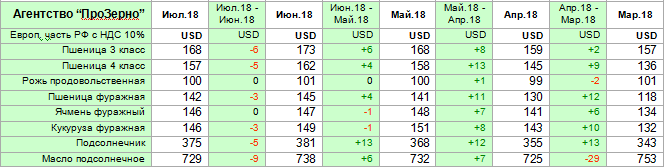 Агентство “ПроЗерно” Июл.18 Июл.18 - Июн.18 Июн.18 Июн.18 - Май.18 Май.18 Май.18 - Апр.18 Апр.18 Апр.18 - Мар.18 Мар.18
Европ. часть РФ с НДС 10% USD USD USD USD USD USD USD USD USD
Пшеница 3 класс 168 -6 173 +6 168 +8 159 +2 157
Пшеница 4 класс 157 -5 162 +4 158 +13 145 +9 136
Рожь продовольственная 100 0 101 0 100 +1 99 -2 101
Пшеница фуражная 142 -3 145 +4 141 +11 130 +12 118
Ячмень фуражный 146 0 147 -1 148 +7 141 +6 134
Кукуруза фуражная 146 -3 149 -1 151 +8 143 +10 132
Подсолнечник 375 -5 381 +13 368 +12 355 +13 343
Масло подсолнечное 729 -9 738 +6 732 +7 725 -29 753